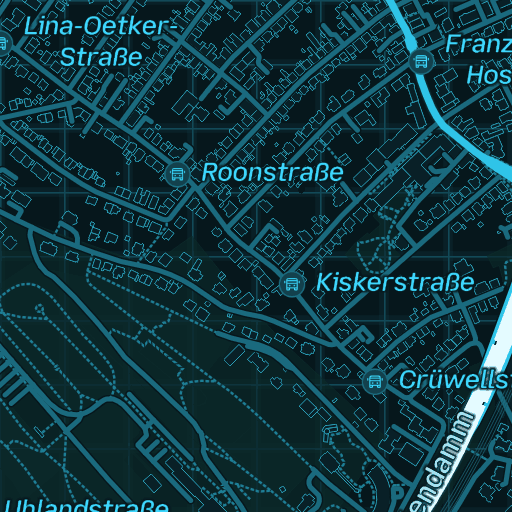 Lina-Oetker-
Straße
Franz
Hos
Roonstraße
Kiskerstraße
Crüwellst
endamm
Uhlandstraße